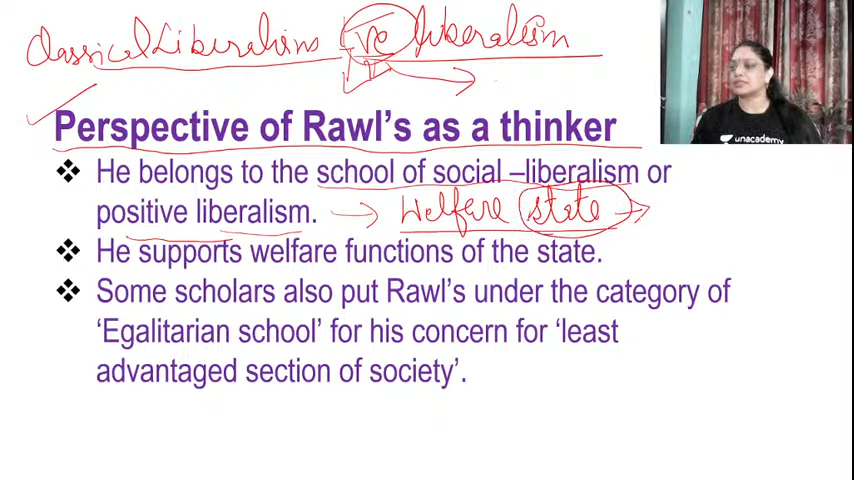 Classical Liberalism -ve liberalism
Perspective of Rawl's as a thinker
❖ He belongs to the school of social –liberalism or
positive liberalism. → Welfare state →
❖ He supports welfare functions of the state.
❖ Some scholars also put Rawl's under the category of
'Egalitarian school' for his concern for 'least
advantaged section of society'.
unacademy